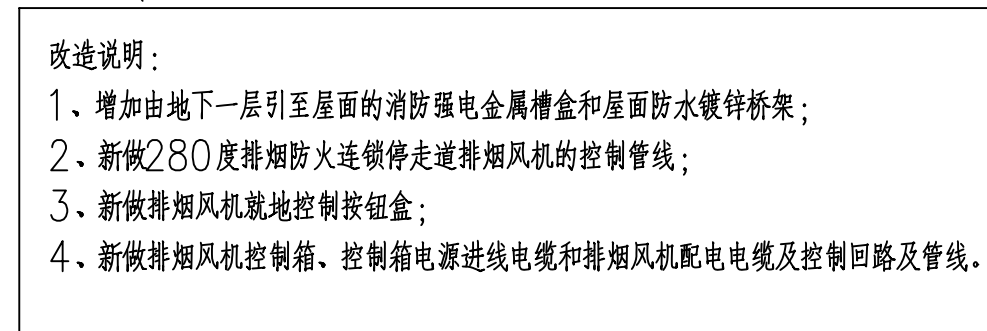 改造说明：
1、增加由地下一层引至屋面的消防强电金属槽盒和屋面防水镀锌桥架；
2、新做280度排烟防火连锁停走道排烟风机的控制管线；
3、新做排烟风机就地控制按钮盒；
4、新做排烟风机控制箱、控制箱电源进线电缆和排烟风机配电电缆及控制回路及管线。